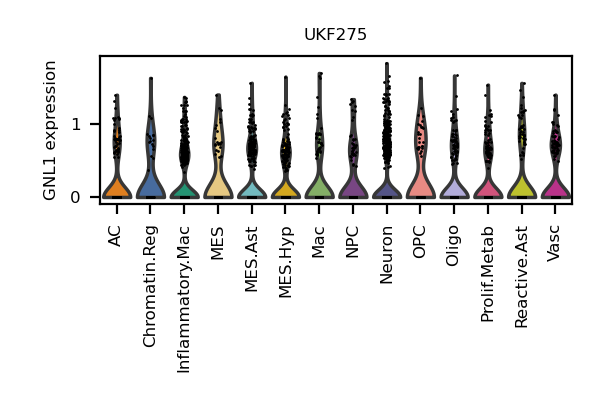 UKF275
GNL1 expression
1
0
AC
Chromatin.Reg
Inflammatory.Mac
MES
MES.Ast
MES.Hyp
Mac
NPC
Neuron
OPC
Oligo
Prolif.Metab
Reactive.Ast
Vasc